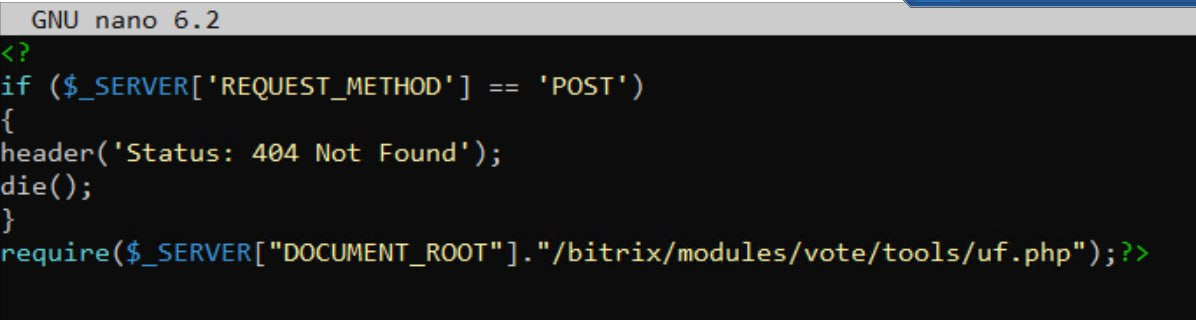 GNU nano 6.2
<?
if ($_SERVER['REQUEST_METHOD'] == 'POST')
{
header('Status: 404 Not Found');
die();
}
require($_SERVER["DOCUMENT_ROOT"]."/bitrix/modules/vote/tools/uf.php");?>